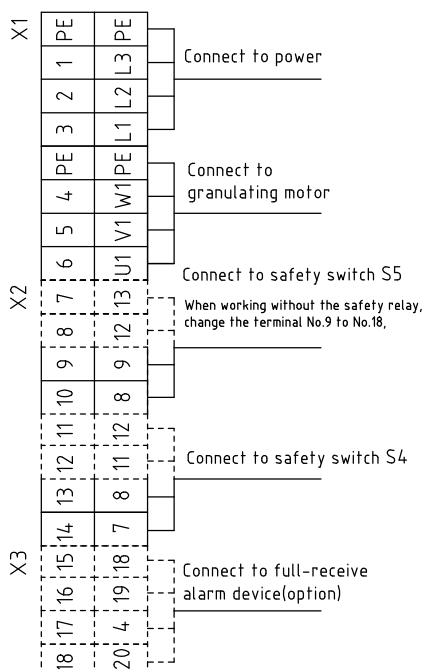 X1
PE PE
1 L3
2 L2
3 L1
Connect to power
PE PE
4 W1
5 V1
6 U1
Connect to
granulating motor
X2
7 13
8 12
9 9
10 8
Connect to safety switch S5
When working without the safety relay,
change the terminal No.9 to No.18,
11 12
12 11
13 8
14 7
Connect to safety switch S4
X3
15 18
16 19
17 4
18 20
Connect to full-receive
alarm device(option)